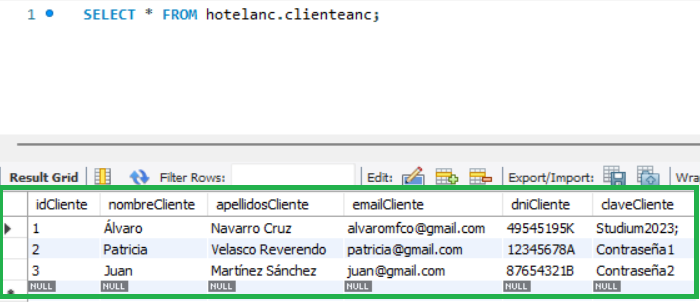 1 SELECT * FROM hotelanc.clienteanc;
Result Grid Filter Rows: Edit: Export/Import: Wra
idCliente nombreCliente apellidosCliente emailCliente dniCliente claveCliente
1 Álvaro Navarro Cruz alvaromfco@gmail.com 49545195K Studium2023;
2 Patricia Velasco Reverendo patricia@gmail.com 12345678A Contraseña1
3 Juan Martínez Sánchez juan@gmail.com 87654321B Contraseña2
NULL NULL NULL NULL NULL NULL